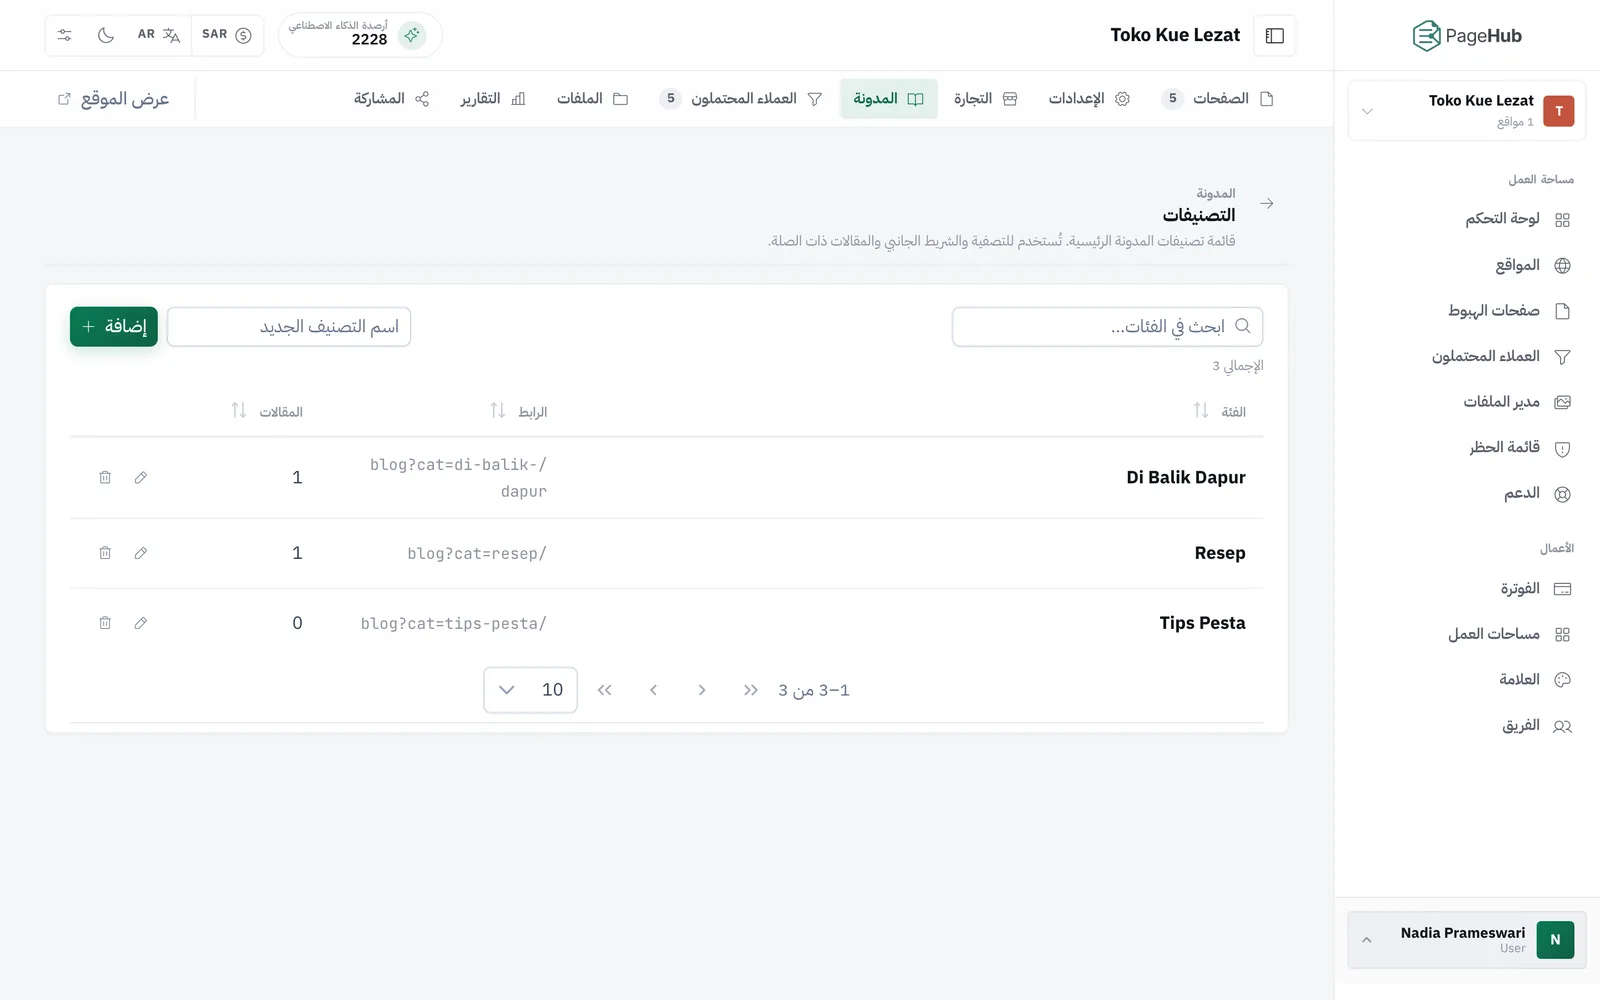 PageHub
Toko Kue Lezat
أرصدة الذكاء الاصطناعي
2228
SAR
AR
T
Toko Kue Lezat
1 مواقع
الصفحات 5
الإعدادات
التجارة
المدونة
العملاء المحتملون 5
الملفات
التقارير
المشاركة
عرض الموقع
مساحة العمل
لوحة التحكم
المواقع
صفحات الهبوط
العملاء المحتملون
مدير الملفات
قائمة الحظر
الدعم
الأعمال
الفوترة
مساحات العمل
العلامة
الفريق
N
Nadia Prameswari
User
المدونة
التصنيفات
قائمة تصنيفات المدونة الرئيسية. تُستخدم للتصفية والشريط الجانبي والمقالات ذات الصلة.
ابحث في الفئات...
اسم التصنيف الجديد
إضافة +
الإجمالي 3
الفئة الرابط المقالات
Di Balik Dapur blog?cat=di-balik-/ 1
dapur
Resep blog?cat=resep/ 1
Tips Pesta blog?cat=tips-pesta/ 0
1–3 من 3
10